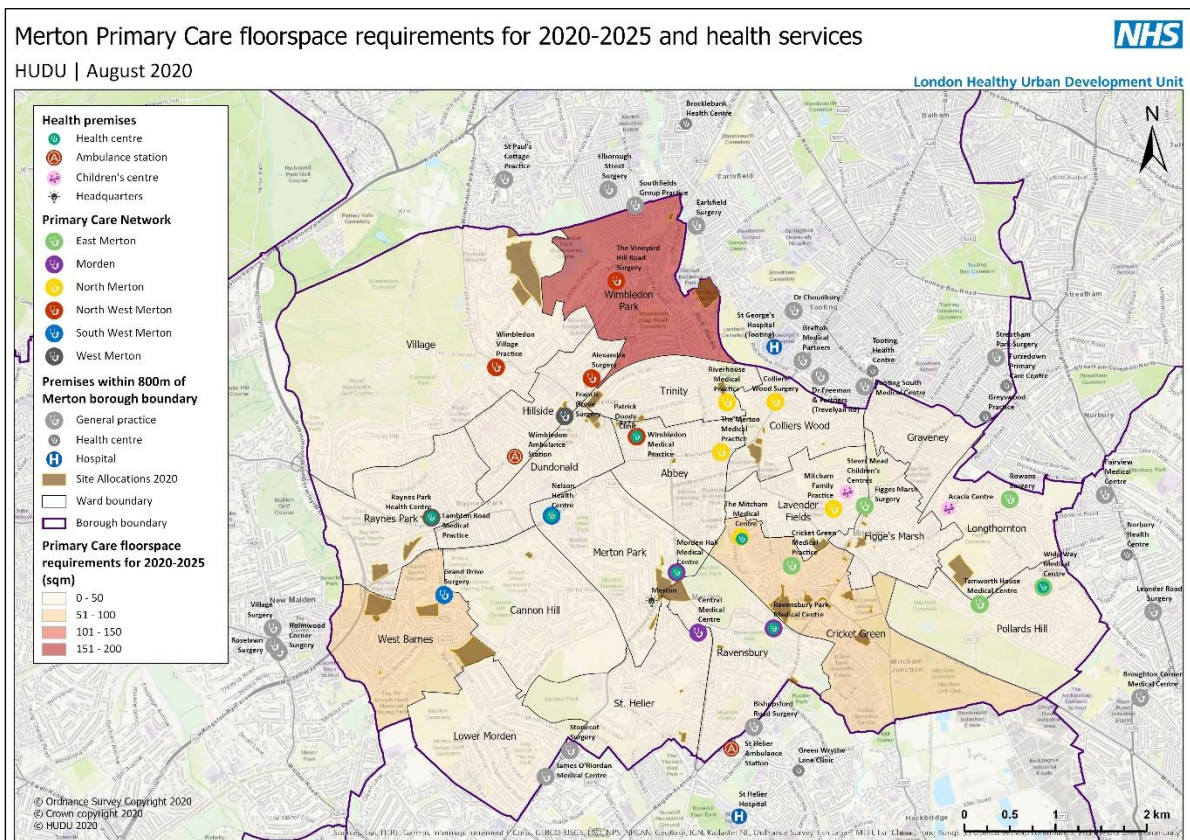 Merton Primary Care floorspace requirements for 2020-2025 and health services
NHS
HUDU | August 2020
London Healthy Urban Development Unit
Health premises
Health centre
Ambulance station
Children's centre
Headquarters
Primary Care Network
East Merton
Morden
North Merton
North West Merton
South West Merton
West Merton
Premises within 800m of
Merton borough boundary
General practice
Health centre
Hospital
Site Allocations 2020
Ward boundary
Borough boundary
Primary Care floorspace
requirements for 2020-2025
(sqm)
0 - 50
51 - 100
101 - 150
151 - 200
N
Brocklebank
Health Centre
St Paul's
Cottage
Practice
Elborough
Street
Surgery
Southfields
Group Practice
Earlsfield
Surgery
Earlsfield
Balham
The Vineyard
Hill Road
Surgery
Wimbledon
Park
Village
Wimbledon
Village
Practice
Alexandra
Surgery
Dr Choudhury
Tooting
St George's
Hospital
(Tooting)
Grafton
Medical
Partners
Tooting
Health
Centre
Tooting South
Medical Centre
Dr Freeman
& Partners
(Trevelyan Rd)
Streatham
Streatham
Park Surgery
Furzedown
Primary
Care Centre
Greyswood
Practice
Norbury
Trinity
Riverhouse
Medical
Practice
Colliers
Wood Surgery
Hillside
Francis
Grove
Surgery
Patrick
Doody
Clinic
Wimbledon
Medical
Practice
The Merton
Medical
Practice
Colliers Wood
Graveney
Wimbledon
Ambulance
Station
Dundonald
Abbey
Steers Mead
Children's
Centres
Mitcham
Family
Practice
Figges Marsh
Surgery
Rowans
Surgery
Acacia Centre
Fairview
Medical
Centre
Raynes Park
Health Centre
Raynes Park
Lambton Road
Medical
Practice
Nelson
Health
Centre
The Mitcham
Medical
Centre
Lavender
Fields
Cricket Green
Medical
Practice
Figge's Marsh
Longthornton
Norbury
Health
Centre
Merton Park
Morden Hall
Medical
Centre
Wide Way
Medical
Centre
Tamworth House
Medical Centre
Leander Road
Surgery
Grand Drive
Surgery
Merton
Central
Medical
Centre
Ravensbury Park
Medical Centre
Village
Surgery
New Malden
Roselawn
Surgery
Holmwood
Corner
Surgery
West Barnes
Cannon Hill
Cricket Green
Pollards Hill
Mitcham
Junction
Ravensbury
St. Helier
Broughton Corner
Medical Centre
Lower Morden
Stonecot
Surgery
James O'Riordan
Medical Centre
Bishopsford
Road Surgery
St Helier
Ambulance
Station
Green Wrythe
Lane Clinic
St Helier
Hospital
Hackbridge
© Ordnance Survey Copyright 2020
© Crown copyright 2020
© HUDU 2020
0 0.5 1 2 km